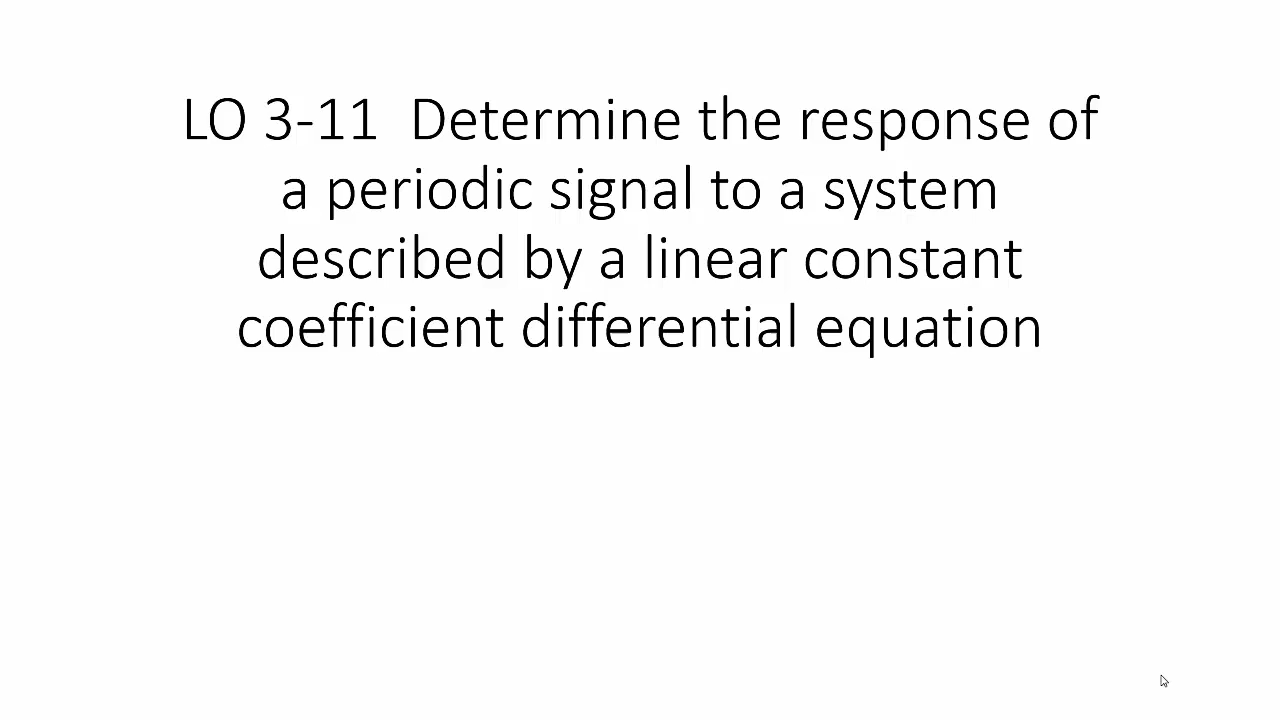 LO 3-11  Determine the response of
a periodic signal to a system
described by a linear constant
coefficient differential equation